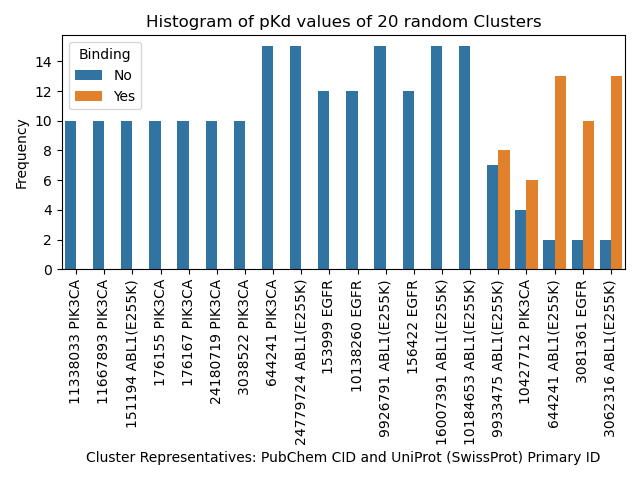 Histogram of pKd values of 20 random Clusters
Binding
No
Yes
Frequency
14
12
10
8
6
4
2
0
11338033 PIK3CA
11667893 PIK3CA
151194 ABL1(E255K)
176155 PIK3CA
176167 PIK3CA
24180719 PIK3CA
3038522 PIK3CA
644241 PIK3CA
24779724 ABL1(E255K)
153999 EGFR
10138260 EGFR
9926791 ABL1(E255K)
156422 EGFR
16007391 ABL1(E255K)
10184653 ABL1(E255K)
9933475 ABL1(E255K)
10427712 PIK3CA
644241 ABL1(E255K)
3081361 EGFR
3062316 ABL1(E255K)
Cluster Representatives: PubChem CID and UniProt (SwissProt) Primary ID